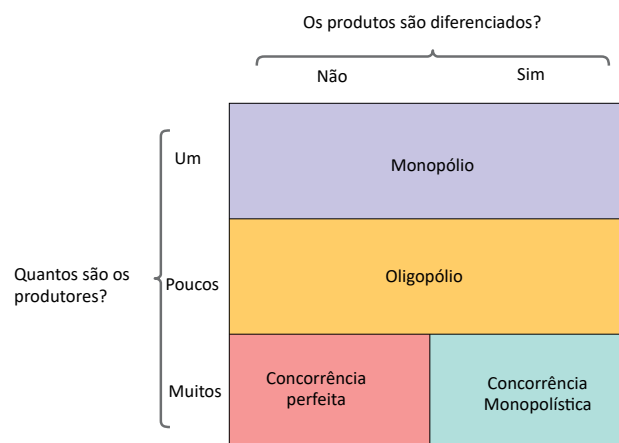 Os produtos são diferenciados?
Não
Sim
Um
Monopólio
Quantos são os
produtores?
Poucos
Oligopólio
Muitos
Concorrência
perfeita
Concorrência
Monopolística